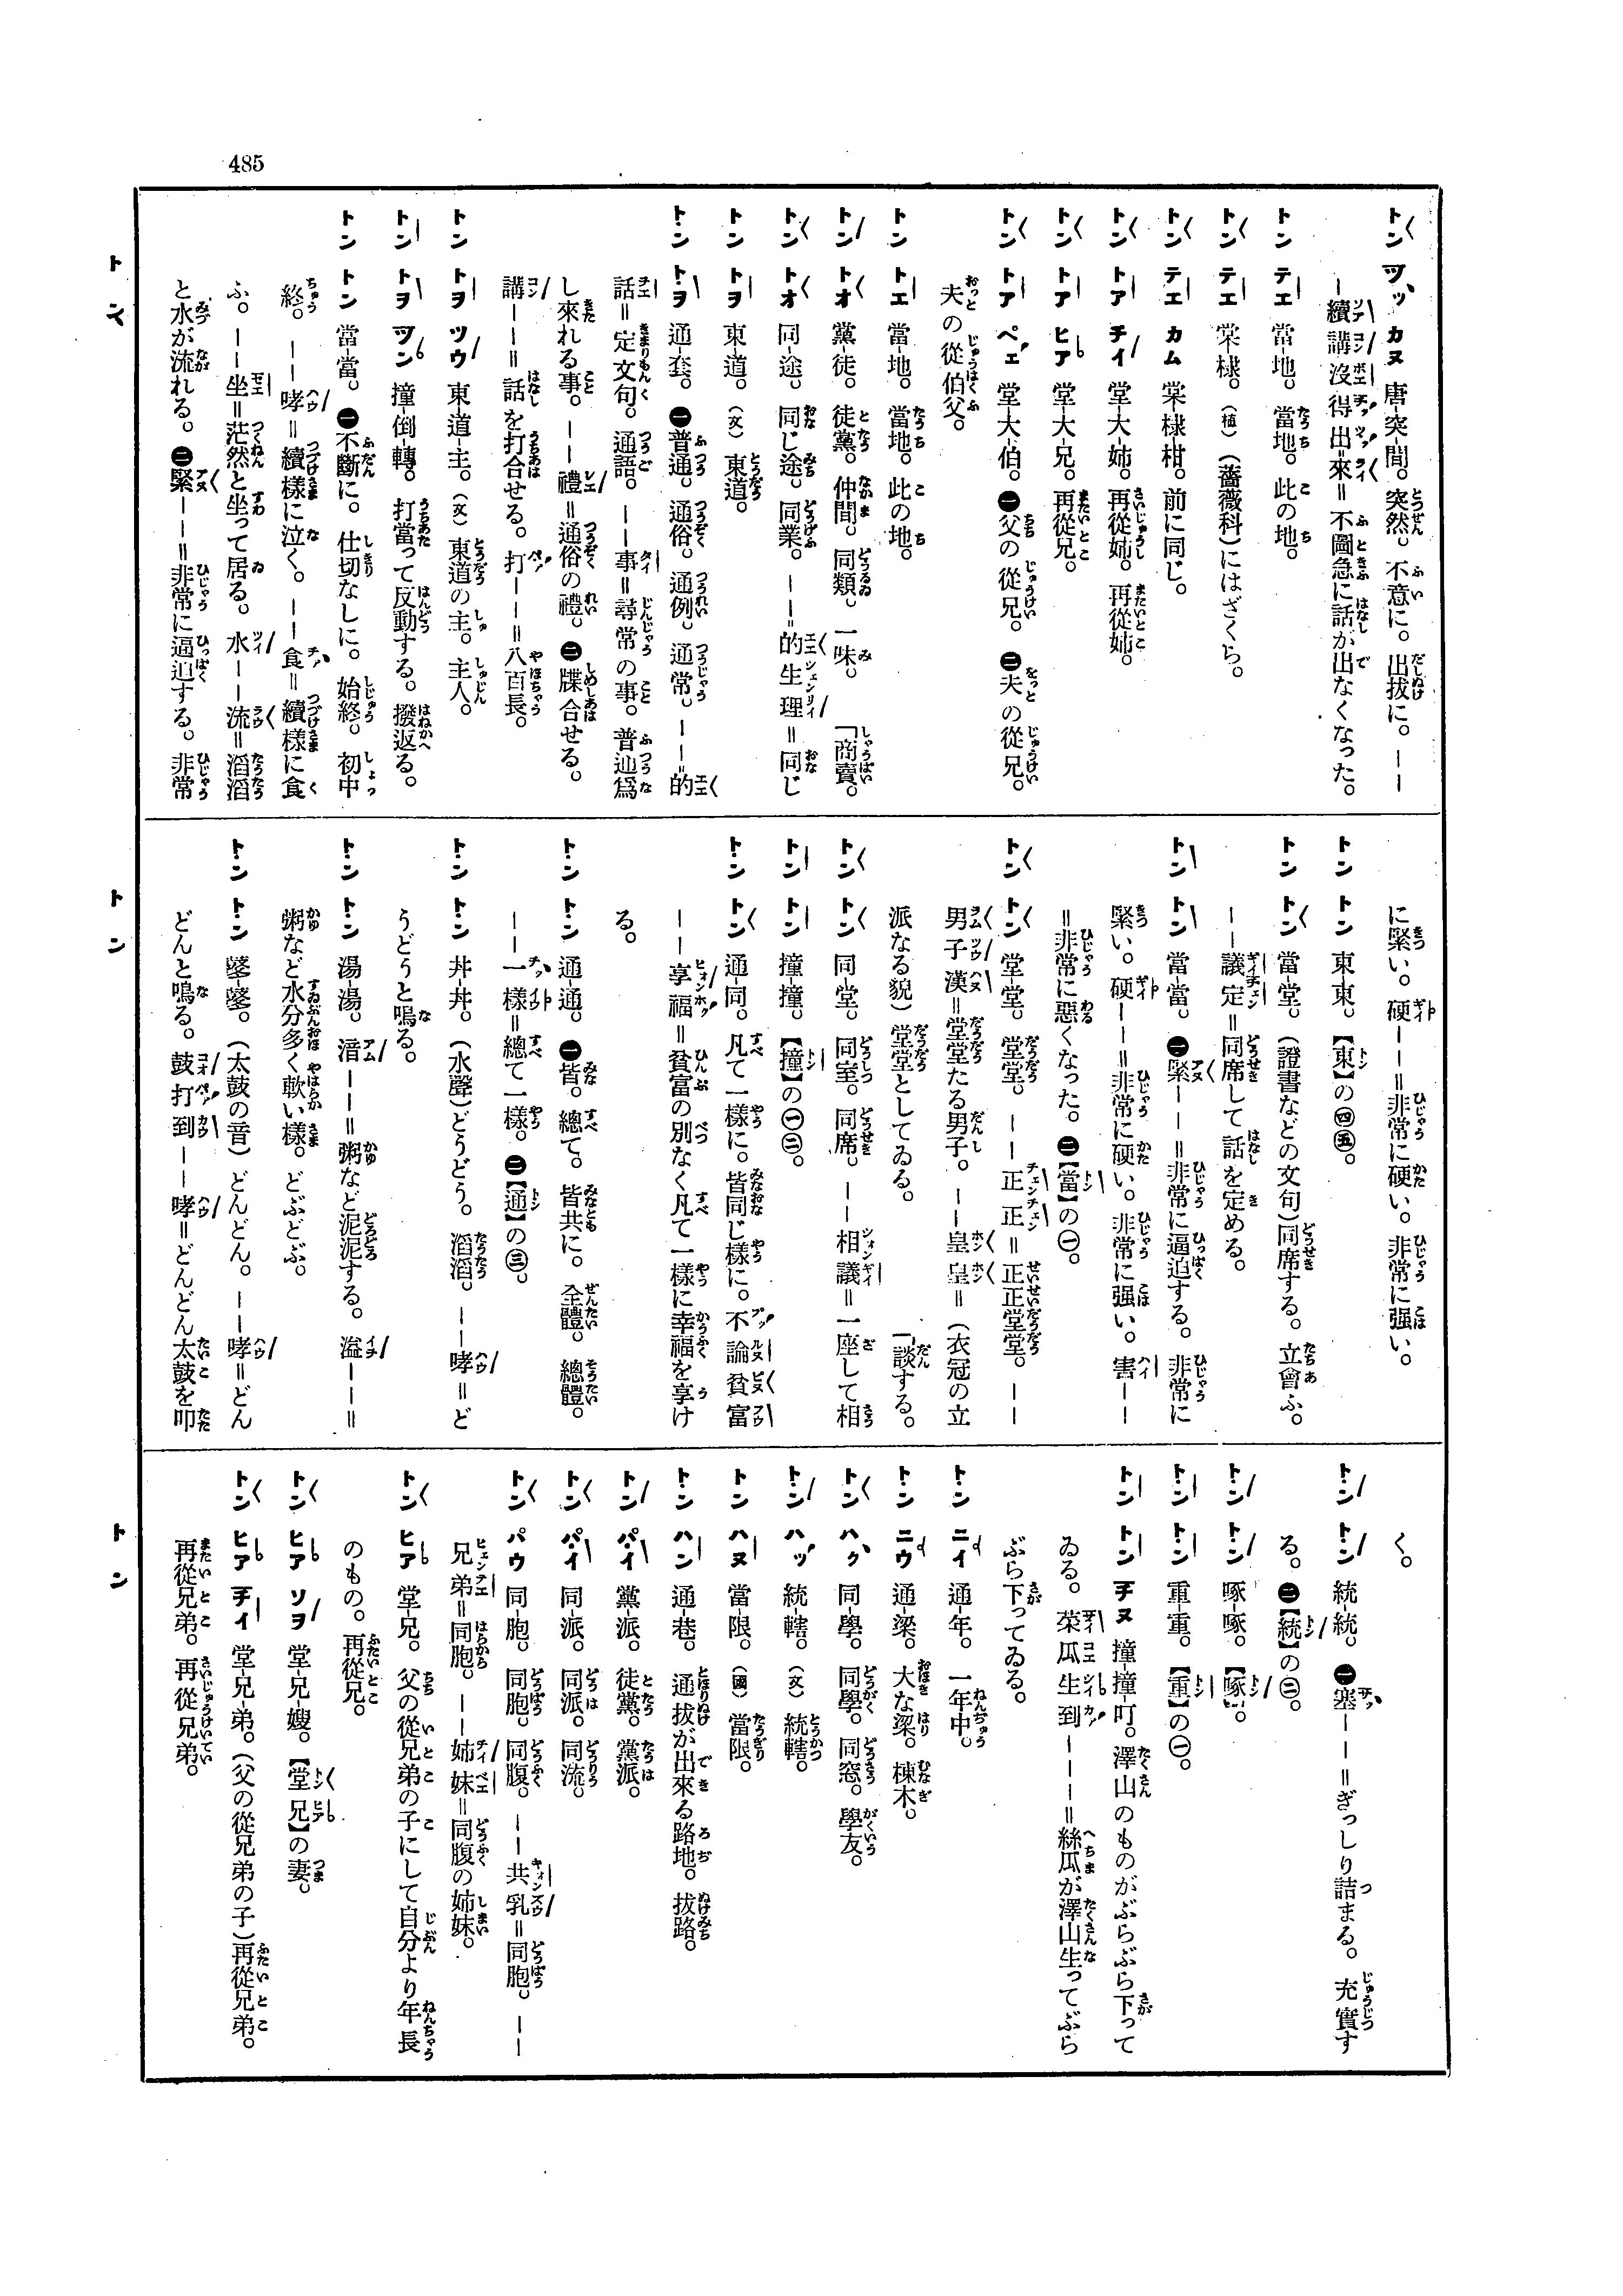 485
トン ツッ カヌ 唐-突-間。突然。不意に。出拔に。──
─續講沒得出來＝不圖急に話が出なくなった。
トン テエ 當-地。當地。此の地。
トン テエ 棠-棣。（植）（薔薇科）にはざくら。
トン テエ カム 棠-棣-柑。前に同じ。
トン トア チイ 堂-大-姉。再從姉。再從姉。
トン トア ヒア 堂-大-兄。再從兄。
トン トア ペエ 堂-大-伯。㊀父の從兄。㊁夫の從兄。
夫の從伯父。
トン トエ 當-地。當地。此の地。
トン トオ 黨-徒。徒黨。仲間。同類。一味。 「商賣。
トン トオ 同-途。同じ途。同業。──的生理＝同じ
トン トヲ 東-道。（文）東道。
トン トヲ 通-套。㊀普通。通俗。通例。通常。──的
話＝定文句。通語。──事＝尋常の事。普通爲
し來れる事。──禮＝通俗の禮。㊁牒合せる。
講──＝話を打合せる。打──＝八百長。
トン トヲ ツウ 東-道-主。（文）東道の主。主人。
トン トヲ ツン 撞-倒-轉。打當って反動する。撥返る。
トン トン 當-當。㊀不斷に。仕切なしに。始終。初中
終。──哮＝續樣に泣く。──食＝續樣に食
ふ。──坐＝茫然と坐って居る。水──流＝滔滔
と水が流れる。㊁緊──＝非常に逼迫する。非常
に緊い。硬──＝非常に硬い。非常に强い。
トン トン 東-東。【東】の㊃㊄。
トン トン 當-堂。（證書などの文句）同席する。立會ふ。
──議定＝同席して話を定める。
トン トン 當-當。㊀緊──＝非常に逼迫する。非常に
緊い。硬──＝非常に硬い。非常に强い。害──
＝非常に惡くなった。㊁【當】の㊀。
トン トン 堂-堂。堂堂。──正正＝正正堂堂。──
男子漢＝堂堂たる男子。──皇皇＝（衣冠の立
派なる貌）堂堂としてゐる。 「談する。
トン トン 同-堂。同室。同席。──相議＝一座して相
トン トン 撞-撞。【撞】の㊀㊁。
トン トン 通-同。凡て一樣に。皆同じ樣に。不論貧富
──享福＝貧富の別なく凡て一樣に幸福を享け
る。
トン トン 通-通。㊀皆。總て。皆共に。全體。總體。
──一樣＝總て一樣。㊁【通】の㊂。
トン トン 丼-丼。（水聲）どうどう。滔滔。──哮＝ど
うどうと鳴る。
トン トン 湯-湯。湆──＝粥など泥泥する。溢──＝
粥など水分多く軟い樣。どぶどぶ。
トン トン 鼕-鼕。（太鼓の音）どんどん。──哮＝どん
どんと鳴る。鼓打到──哮＝どんどん太鼓を叩
く。
トン トン 統-統。㊀塞──＝ぎっしり詰まる。充實す
る。㊁【統】の㊁。
トン トン 啄-啄。【啄】。
トン トン 重-重。【重】の㊀。
トン トン チヌ 撞-撞-叮。澤山のものがぶらぶら下って
ゐる。菜瓜生到───＝絲瓜が澤山生ってぶら
ぶら下ってゐる。
トン ニイ 通-年。一年中。
トン ニウ 通-梁。大な梁。棟木。
トン ハク 同-學。同學。同窓。學友。
トン ハッ 統-轄。（文）統轄。
トン ハヌ 當-限。（國）當限。
トン ハン 通-巷。通拔が出來る路地。拔路。
トン パイ 黨-派。徒黨。黨派。
トン パイ 同-派。同派。同流。
トン パウ 同-胞。同胞。同腹。──共乳＝同胞。──
兄弟＝同胞。──姉妹＝同腹の姉妹。
トン ヒア 堂-兄。父の從兄弟の子にして自分より年長
のもの。再從兄。
トン ヒア ソヲ 堂-兄-嫂。【堂兄】の妻。
トン ヒア チイ 堂-兄-弟。（父の從兄弟の子）再從兄弟。
再從兄弟。再從兄弟。
トン
トン
トン